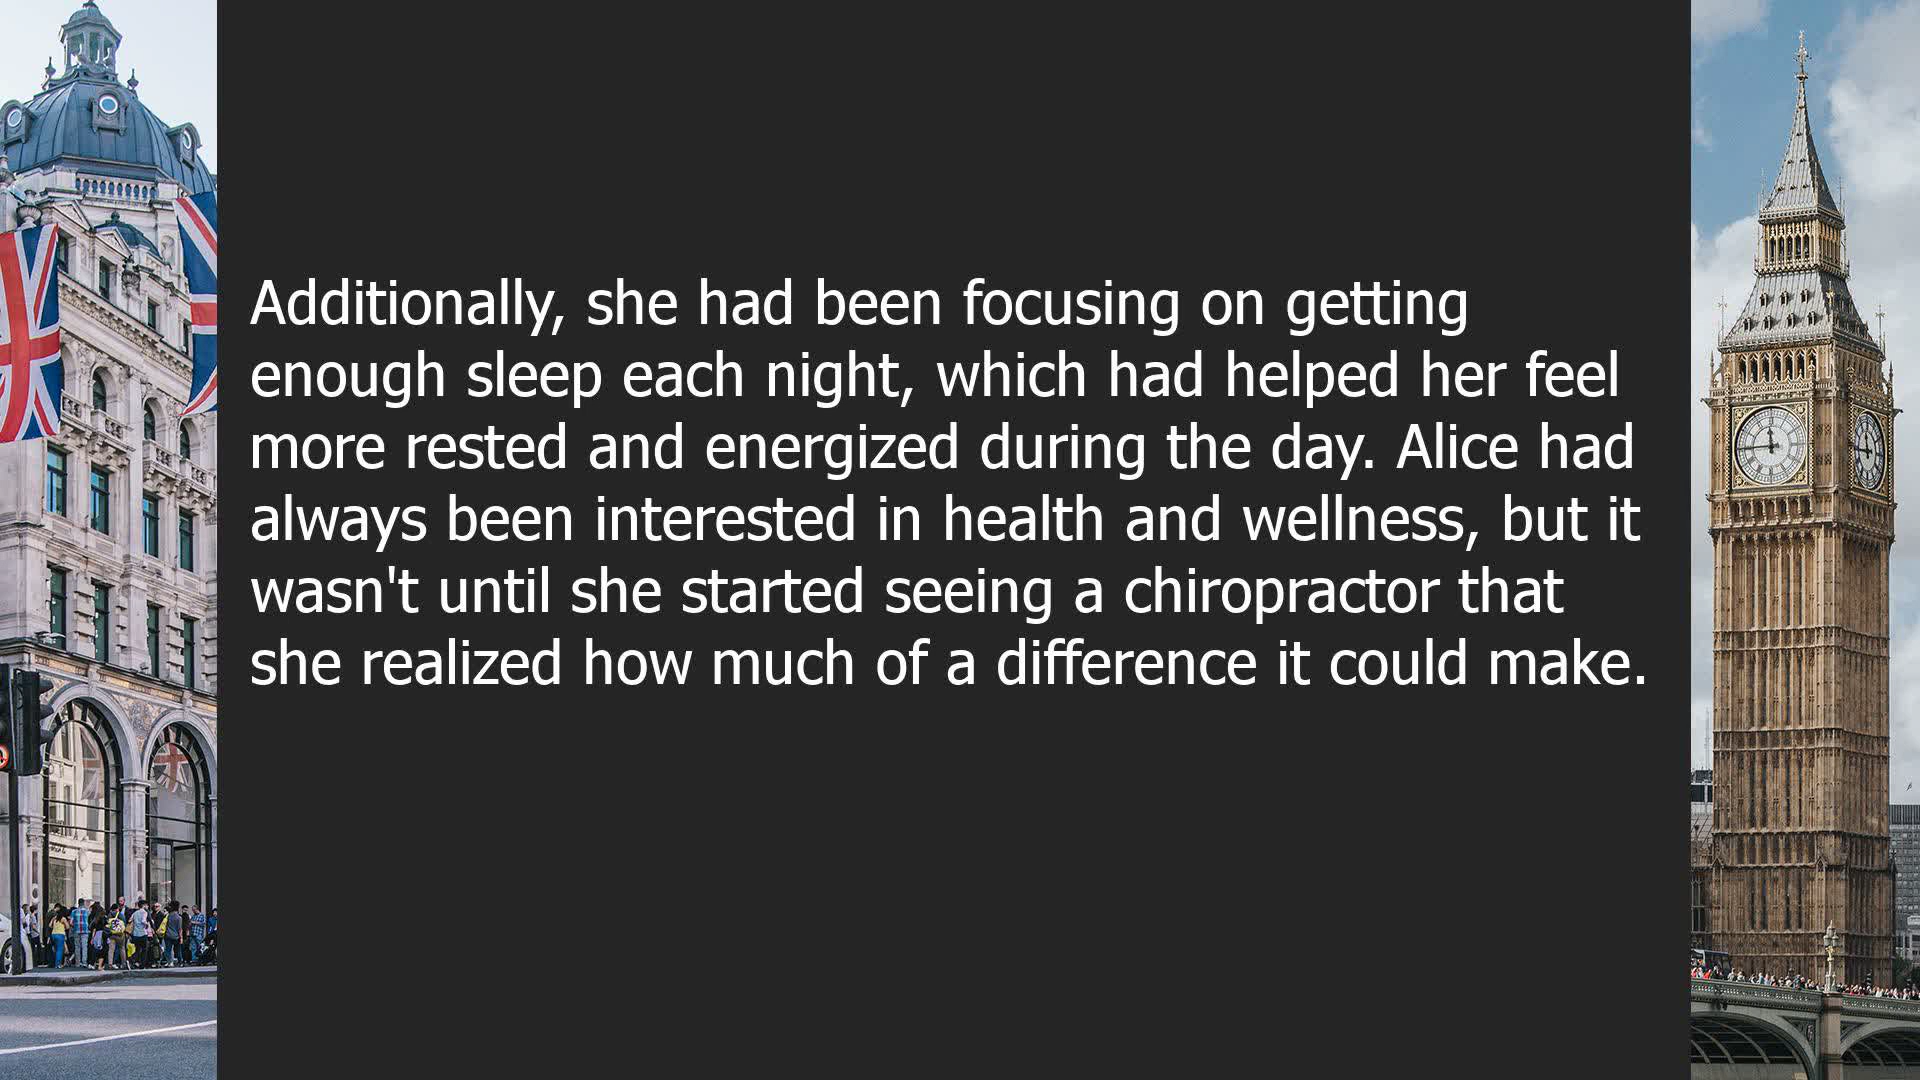 Additionally, she had been focusing on getting
enough sleep each night, which had helped her feel
more rested and energized during the day. Alice had
always been interested in health and wellness, but it
wasn't until she started seeing a chiropractor that
she realized how much of a difference it could make.